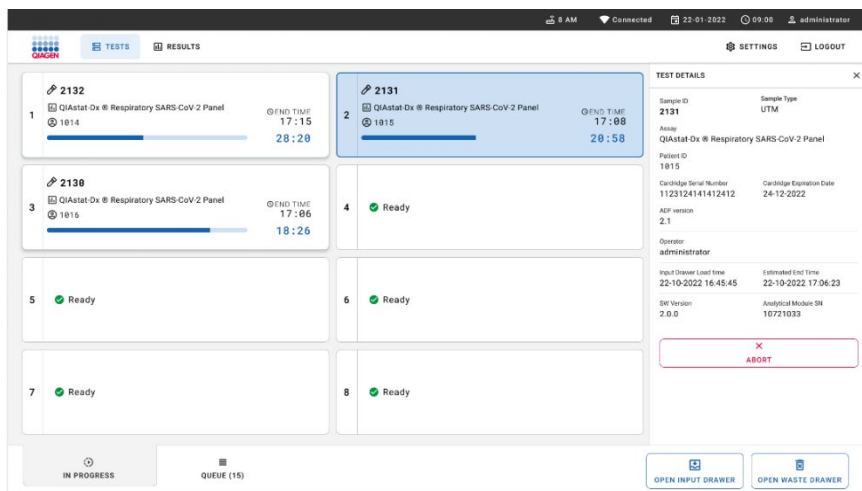 8 AM Connected 22-01-2022 09:00 administrator
QIAGEN TESTS RESULTS SETTINGS LOGOUT
1
2132
QIAstat-Dx ® Respiratory SARS-CoV-2 Panel
1014
END TIME
17:15
28:20
2
2131
QIAstat-Dx ® Respiratory SARS-CoV-2 Panel
1015
END TIME
17:08
20:58
3
2130
QIAstat-Dx ® Respiratory SARS-CoV-2 Panel
1016
END TIME
17:06
18:26
4 Ready
5 Ready
6 Ready
7 Ready
8 Ready
TEST DETAILS
Sample ID Sample Type
2131 UTM
Assay
QIAstat-Dx ® Respiratory SARS-CoV-2 Panel
Patient ID
1015
Cardridge Serial Number Cardridge Expiration Date
1123124141412412 24-12-2022
ADF version
2.1
Operator
administrator
Input Drawer Load time Estimated End Time
22-10-2022 16:45:45 22-10-2022 17:06:23
SW Version Analytical Module SN
2.0.0 10721033
ABORT
IN PROGRESS QUEUE (15) OPEN INPUT DRAWER OPEN WASTE DRAWER